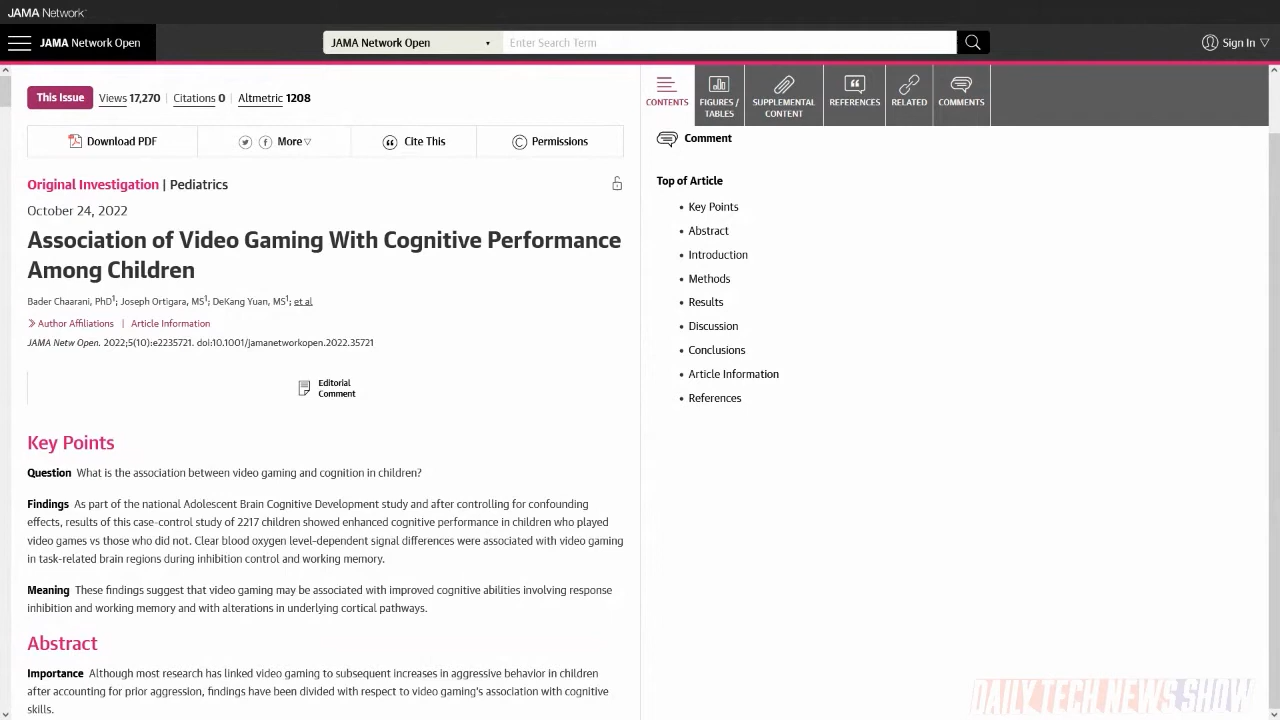 JAMA Network
JAMA Network Open
JAMA Network Open
Enter Search Term
Sign In
This Issue
Views 17,270 | Citations 0 | Altmetric 1208
Download PDF
More
Cite This
Permissions
Original Investigation | Pediatrics
October 24, 2022
Association of Video Gaming With Cognitive Performance
Among Children
Bader Chaarani, PhD1; Joseph Ortigara, MS1; DeKang Yuan, MS1; et al
Author Affiliations | Article Information
JAMA Netw Open. 2022;5(10):e2235721. doi:10.1001/jamanetworkopen.2022.35721
Editorial
Comment
Key Points
Question What is the association between video gaming and cognition in children?
Findings As part of the national Adolescent Brain Cognitive Development study and after controlling for confounding
effects, results of this case-control study of 2217 children showed enhanced cognitive performance in children who played
video games vs those who did not. Clear blood oxygen level-dependent signal differences were associated with video gaming
in task-related brain regions during inhibition control and working memory.
Meaning These findings suggest that video gaming may be associated with improved cognitive abilities involving response
inhibition and working memory and with alterations in underlying cortical pathways.
Abstract
Importance Although most research has linked video gaming to subsequent increases in aggressive behavior in children
after accounting for prior aggression, findings have been divided with respect to video gaming's association with cognitive
skills.
CONTENTS
FIGURES /
TABLES
SUPPLEMENTAL
CONTENT
REFERENCES
RELATED
COMMENTS
Comment
Top of Article
• Key Points
• Abstract
• Introduction
• Methods
• Results
• Discussion
• Conclusions
• Article Information
• References
DAILY TECH NEWS SHOW